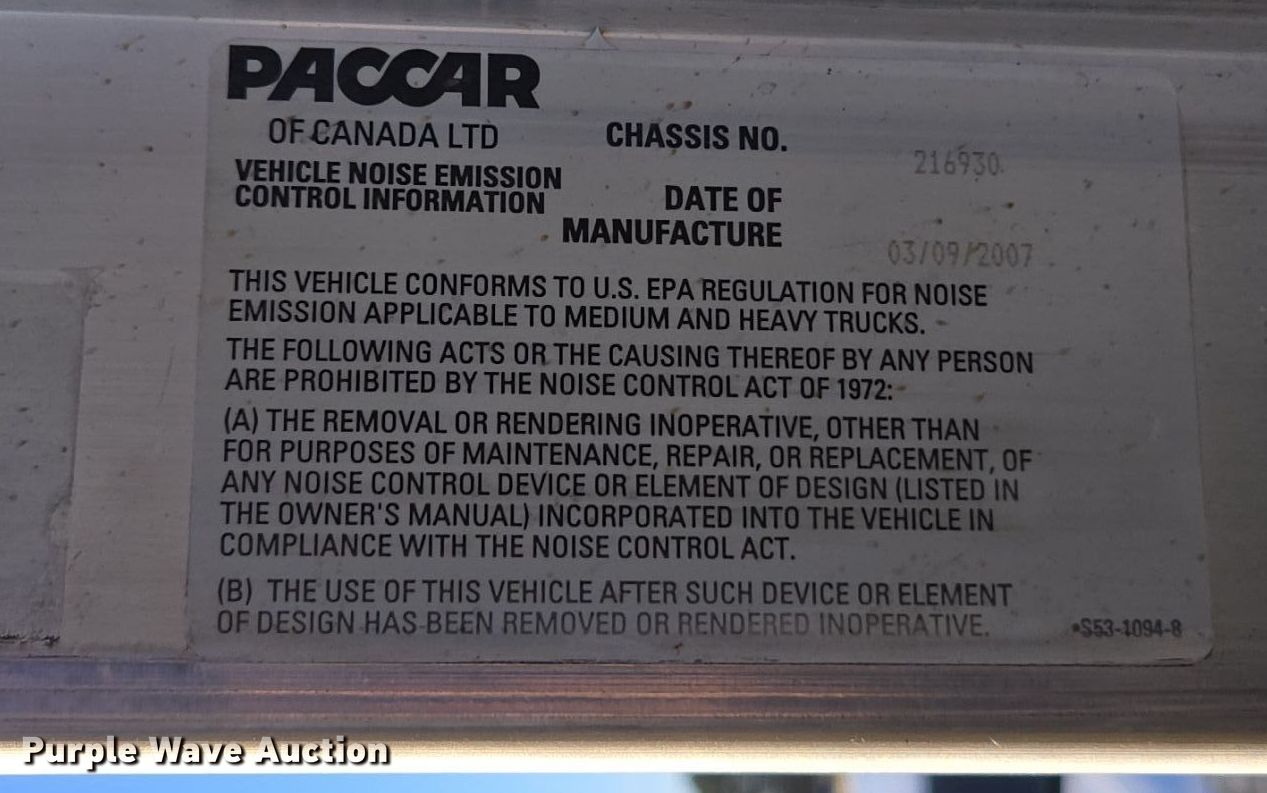 PACCAR
OF CANADA LTD
CHASSIS NO.
216930
VEHICLE NOISE EMISSION
CONTROL INFORMATION
DATE OF
MANUFACTURE
03/09/2007
THIS VEHICLE CONFORMS TO U.S. EPA REGULATION FOR NOISE
EMISSION APPLICABLE TO MEDIUM AND HEAVY TRUCKS.
THE FOLLOWING ACTS OR THE CAUSING THEREOF BY ANY PERSON
ARE PROHIBITED BY THE NOISE CONTROL ACT OF 1972:
(A) THE REMOVAL OR RENDERING INOPERATIVE, OTHER THAN
FOR PURPOSES OF MAINTENANCE, REPAIR, OR REPLACEMENT, OF
ANY NOISE CONTROL DEVICE OR ELEMENT OF DESIGN (LISTED IN
THE OWNER'S MANUAL) INCORPORATED INTO THE VEHICLE IN
COMPLIANCE WITH THE NOISE CONTROL ACT.
(B) THE USE OF THIS VEHICLE AFTER SUCH DEVICE OR ELEMENT
OF DESIGN HAS BEEN REMOVED OR RENDERED INOPERATIVE.
•S53-1094-8
Purple Wave Auction